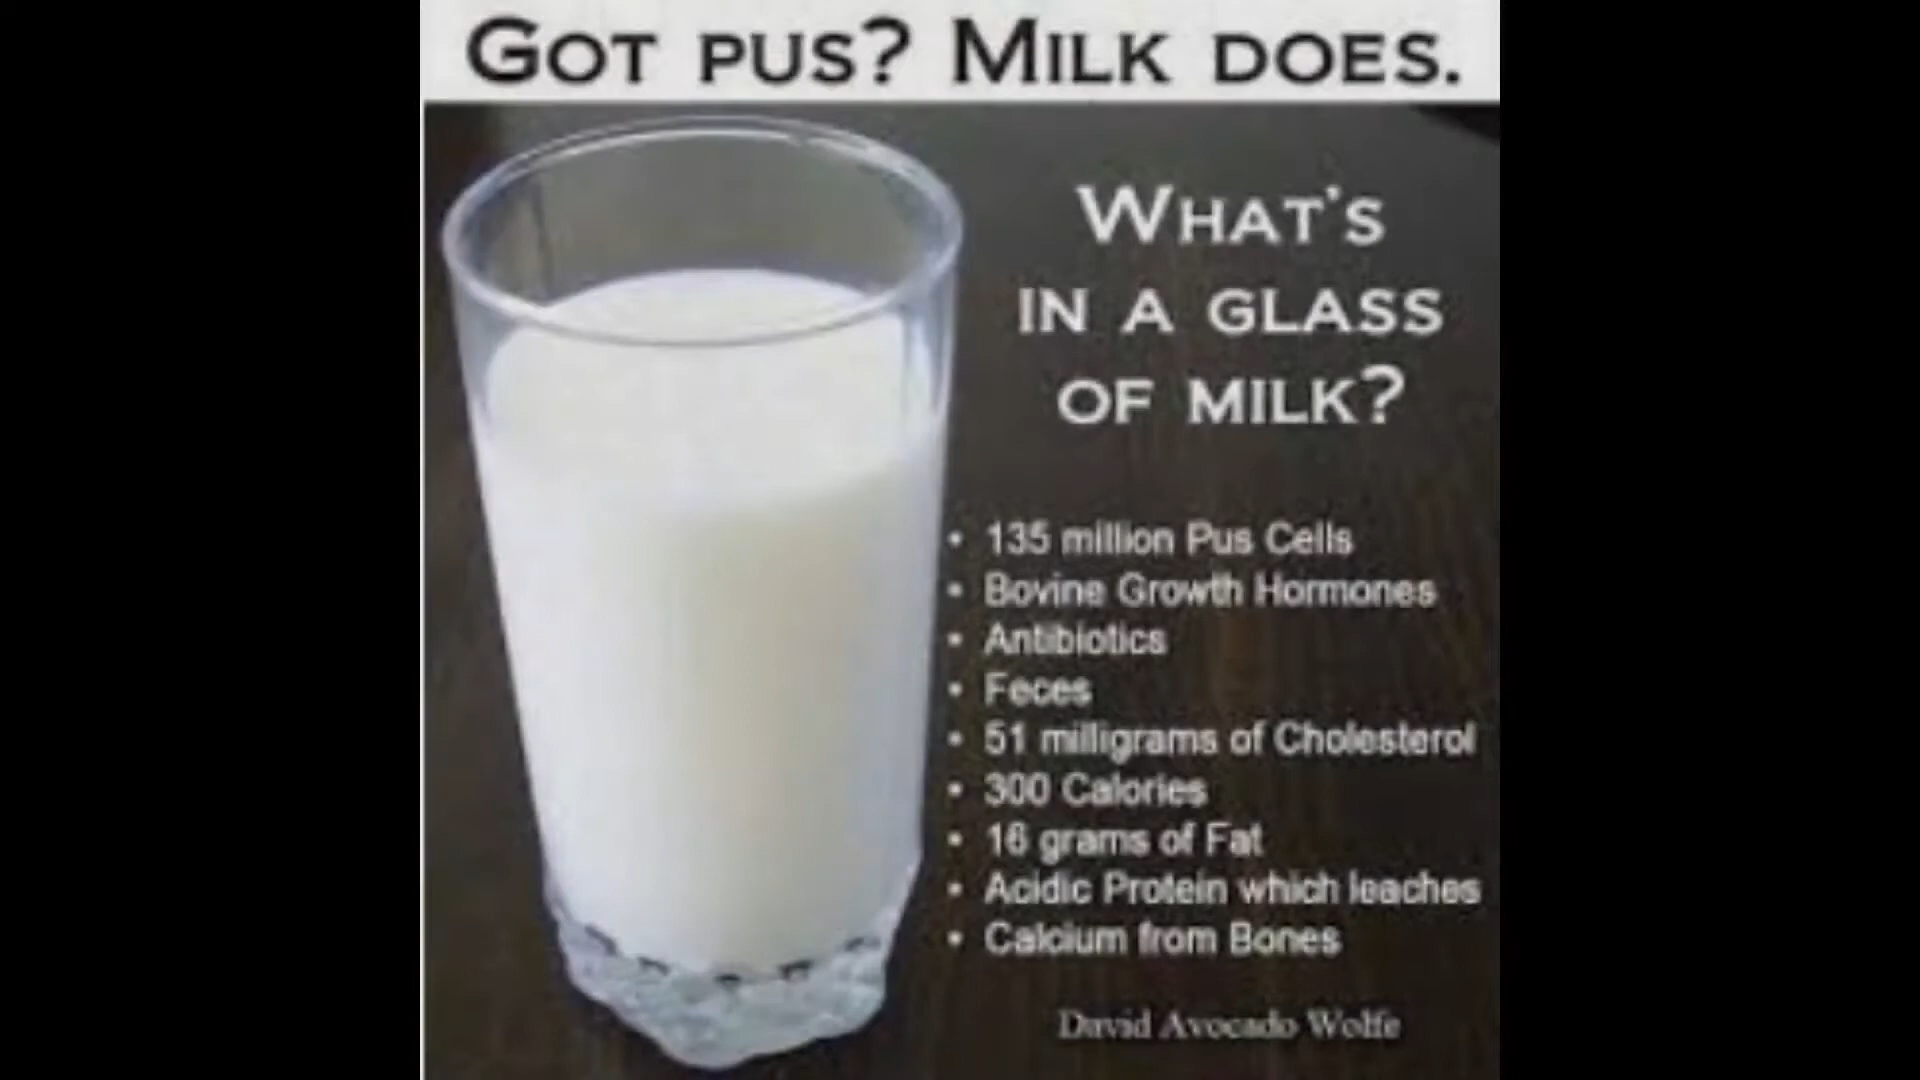 GOT PUS? MILK DOES.
WHAT'S
IN A GLASS
OF MILK?
• 135 million Pus Cells
• Bovine Growth Hormones
• Antibiotics
• Feces
• 51 milligrams of Cholesterol
• 300 Calories
• 16 grams of Fat
• Acidic Protein which leaches
• Calcium from Bones
David Avocado Wolfe